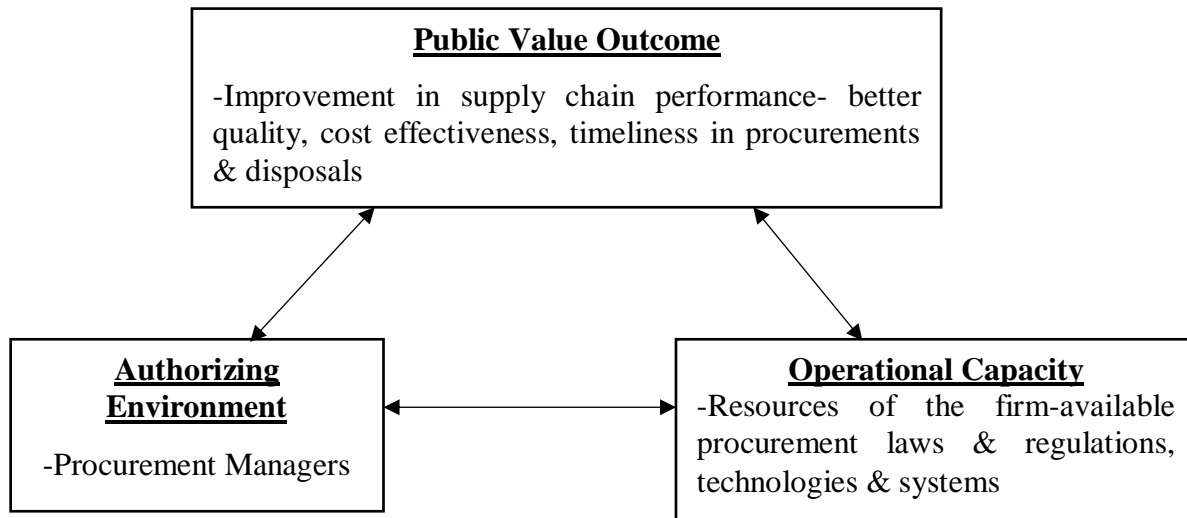 Public Value Outcome
-Improvement in supply chain performance- better
quality, cost effectiveness, timeliness in procurements
& disposals
Authorizing
Environment
-Procurement Managers
Operational Capacity
-Resources of the firm-available
procurement laws & regulations,
technologies & systems